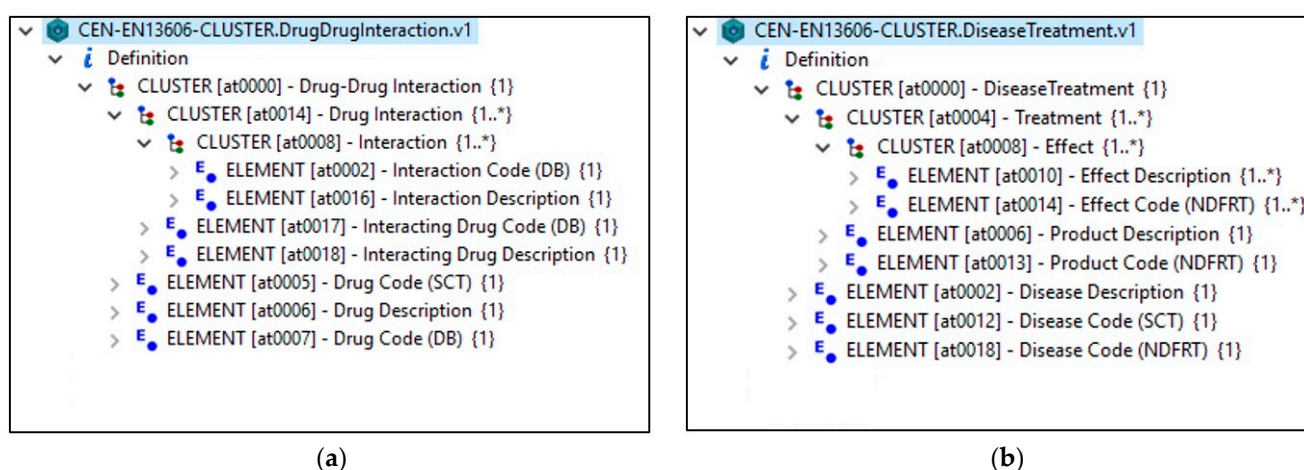 CEN-EN13606-CLUSTER.DrugDrugInteraction.v1
Definition
CLUSTER [at0000] - Drug-Drug Interaction {1}
CLUSTER [at0014] - Drug Interaction {1..*}
CLUSTER [at0008] - Interaction {1..*}
ELEMENT [at0002] - Interaction Code (DB) {1}
ELEMENT [at0016] - Interaction Description {1}
ELEMENT [at0017] - Interacting Drug Code (DB) {1}
ELEMENT [at0018] - Interacting Drug Description {1}
ELEMENT [at0005] - Drug Code (SCT) {1}
ELEMENT [at0006] - Drug Description {1}
ELEMENT [at0007] - Drug Code (DB) {1}
(a)
CEN-EN13606-CLUSTER.DiseaseTreatment.v1
Definition
CLUSTER [at0000] - DiseaseTreatment {1}
CLUSTER [at0004] - Treatment {1..*}
CLUSTER [at0008] - Effect {1..*}
ELEMENT [at0010] - Effect Description {1..*}
ELEMENT [at0014] - Effect Code (NDFRT) {1..*}
ELEMENT [at0006] - Product Description {1}
ELEMENT [at0013] - Product Code (NDFRT) {1}
ELEMENT [at0002] - Disease Description {1}
ELEMENT [at0012] - Disease Code (SCT) {1}
ELEMENT [at0018] - Disease Code (NDFRT) {1}
(b)